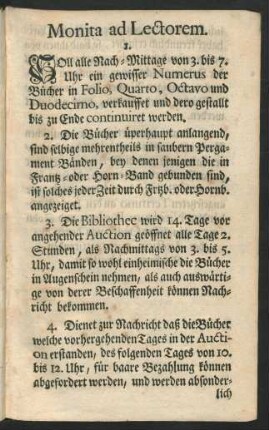 Monita ad Lectorem.
1.
SOll alle Nach-Mittage von 3. bis 7.
Uhr ein gewisser Numerus der
Bücher in Folio, Quarto, Octavo und
Duodecimo, verkauffet und dero gestalt
bis zu Ende continuiret werden.
2. Die Bücher überhaupt anlangend,
sind selbige mehrentheils in saubern Perga-
ment Bänden, bey denen jenigen die in
Frantz- oder Horn-Band gebunden sind,
ist solches jeder Zeit durch Frtzb. oder Hornb.
angezeiget.
3. Die Bibliothec wird 14. Tage vor
angehender Auction geöffnet alle Tage 2.
Stunden, als Nachmittags von 3. bis 5.
Uhr, damit so wohl einheimische die Bücher
in Augenschein nehmen, als auch auswärti-
ge von derer Beschaffenheit können Nach-
richt bekommen.
4. Dienet zur Nachricht daß die Bücher
welche vorhergehenden Tages in der Aucti-
on erstanden, des folgenden Tages von 10.
bis 12. Uhr, für baare Bezahlung können
abgefordert werden, und werden absonder-
lich